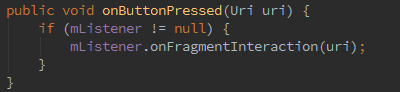 public void onButtonPressed(Uri uri) {
    if (mListener != null) {
        mListener.onFragmentInteraction(uri);
    }
}